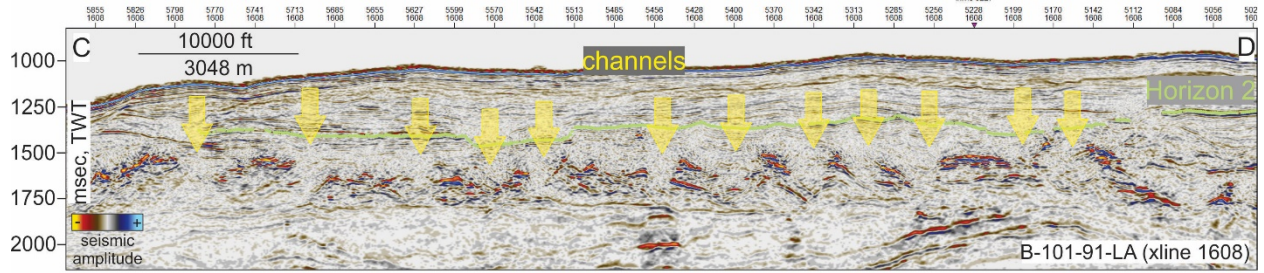 5855 5826 5798 5770 5741 5713 5685 5656 5627 5599 5570 5542 5513 5485 5456 5428 5400 5370 5342 5313 5285 5256 5228 5199 5170 5142 5112 5084 5056 502
1608 1608 1608 1608 1608 1608 1608 1608 1608 1608 1608 1608 1608 1608 1608 1608 1608 1608 1608 1608 1608 1608 1608 1608 1608 1608 1608 1608 1608 160
C
10000 ft
3048 m
channels
D
Horizon 2
1000
1250
1500
1750
2000
msec, TWT
- +
seismic
amplitude
B-101-91-LA (xline 1608)